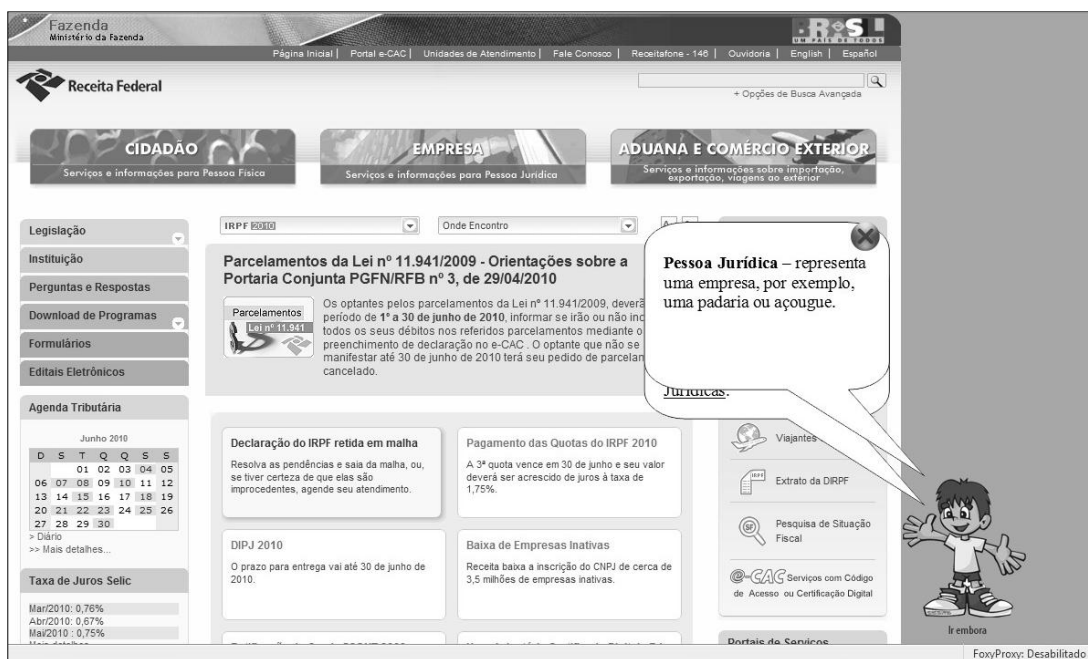 Fazenda
Ministério da Fazenda
BRASIL
UM PAÍS DE TODOS
Página Inicial | Portal e-CAC | Unidades de Atendimento | Fale Conosco | Receitafone - 146 | Ouvidoria | English | Español
Receita Federal
+ Opções de Busca Avançada
CIDADÃO
Serviços e informações para Pessoa Física
EMPRESA
Serviços e informações para Pessoa Jurídica
ADUANA E COMÉRCIO EXTERIOR
Serviços e informações sobre importação,
exportação, viagens ao exterior
Legislação
Instituição
Perguntas e Respostas
Download de Programas
Formulários
Editais Eletrônicos
IRPF 2010
Onde Encontro
Parcelamentos da Lei nº 11.941/
2009 - Orientações sobre a
Portaria Conjunta PGFN/RFB nº
3, de 29/04/2010
Parcelamentos
Lei nº 11.941
Os optantes pelos parcelamentos da Lei nº 11.941/2009, deverã
período de 1º a 30 de junho de 2010, informar se irão ou não inc
todos os seus débitos nos referidos parcelamentos mediante o
preenchimento de declaração no e-CAC . O optante que não se
manifestar até 30 de junho de 2010 terá seu pedido de parcelam
cancelado.
Pessoa Jurídica – representa
uma empresa, por exemplo,
uma padaria ou açougue.
Jurídicas.
Agenda Tributária
Junho 2010
D S T Q Q S S
01 02 03 04 05
06 07 08 09 10 11 12
13 14 15 16 17 18 19
20 21 22 23 24 25 26
27 28 29 30
> Diário
>> Mais detalhes...
Taxa de Juros Selic
Mar/2010: 0,76%
Abr/2010: 0,67%
Mai/2010 : 0,75%
Mais detalhes
Declaração do IRPF retida em malha
Resolva as pendências e saia da malha, ou,
se tiver certeza de que elas são
improcedentes, agende seu atendimento.
Pagamento das Quotas do IRPF 2010
A 3ª quota vence em 30 de junho e seu valor
deverá ser acrescido de juros à taxa de
1,75%.
DIPJ 2010
O prazo para entrega vai até 30 de junho de
2010.
Baixa de Empresas Inativas
Receita baixa a inscrição do CNPJ de cerca de
3,5 milhões de empresas inativas.
Viajantes
Extrato da DIRPF
Pesquisa de Situação
Fiscal
e-CAC Serviços com Código
de Acesso ou Certificação Digital
Portais de Serviços
Ir embora
FoxyProxy: Desabilitado